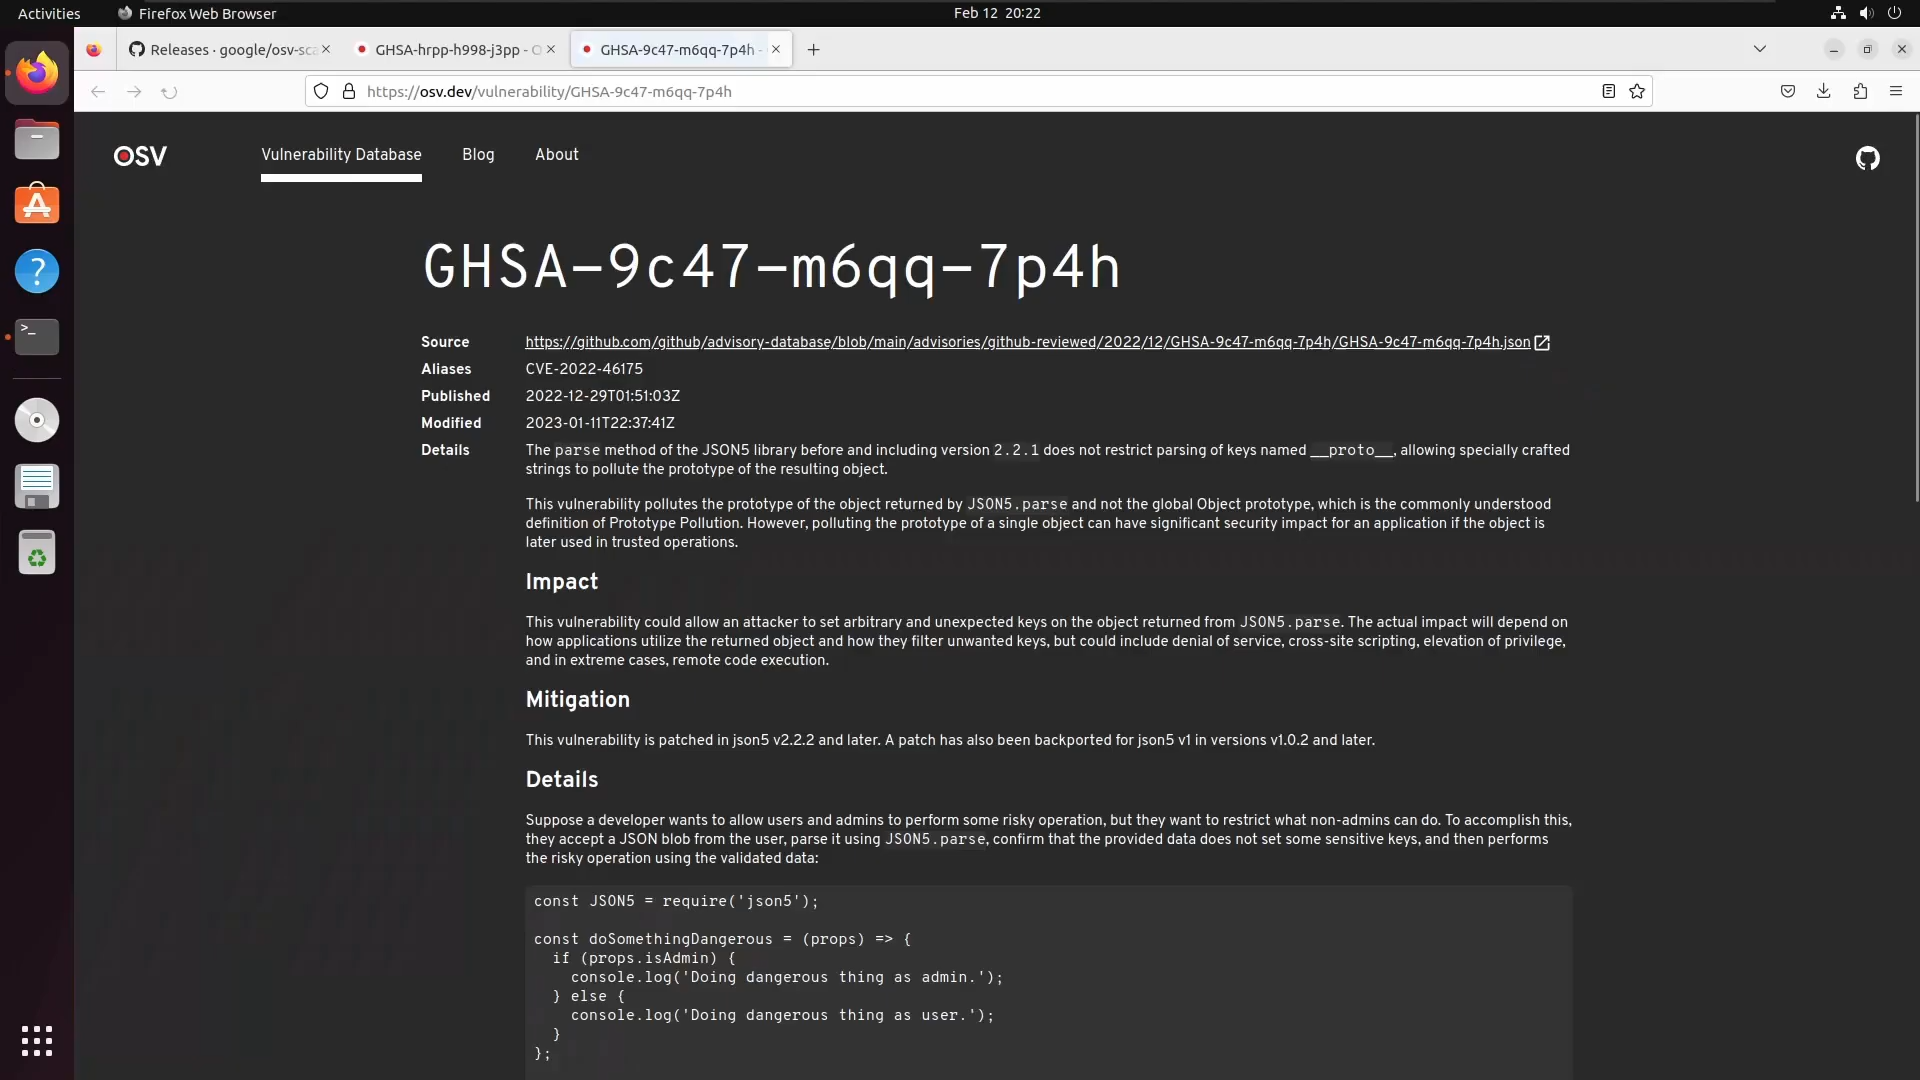 Activities
Firefox Web Browser
Feb 12 20:22
Releases · google/osv-sca
GHSA-hrpp-h998-j3pp - O
GHSA-9c47-m6qq-7p4h -
https://osv.dev/vulnerability/GHSA-9c47-m6qq-7p4h
OSV
Vulnerability Database
Blog
About
GHSA-9c47-m6qq-7p4h
Source https://github.com/github/advisory-database/blob/main/advisories/github-reviewed/2022/12/GHSA-9c47-m6qq-7p4h/GHSA-9c47-m6qq-7p4h.json
Aliases CVE-2022-46175
Published 2022-12-29T01:51:03Z
Modified 2023-01-11T22:37:41Z
Details The parse method of the JSON5 library before and including version 2.2.1 does not restrict parsing of keys named __proto__, allowing specially crafted
strings to pollute the prototype of the resulting object.
This vulnerability pollutes the prototype of the object returned by JSON5.parse and not the global Object prototype, which is the commonly understood
definition of Prototype Pollution. However, polluting the prototype of a single object can have significant security impact for an application if the object is
later used in trusted operations.
Impact
This vulnerability could allow an attacker to set arbitrary and unexpected keys on the object returned from JSON5.parse. The actual impact will depend on
how applications utilize the returned object and how they filter unwanted keys, but could include denial of service, cross-site scripting, elevation of privilege,
and in extreme cases, remote code execution.
Mitigation
This vulnerability is patched in json5 v2.2.2 and later. A patch has also been backported for json5 v1 in versions v1.0.2 and later.
Details
Suppose a developer wants to allow users and admins to perform some risky operation, but they want to restrict what non-admins can do. To accomplish this,
they accept a JSON blob from the user, parse it using JSON5.parse, confirm that the provided data does not set some sensitive keys, and then performs
the risky operation using the validated data:
const JSON5 = require('json5');
const doSomethingDangerous = (props) => {
if (props.isAdmin) {
console.log('Doing dangerous thing as admin.');
} else {
console.log('Doing dangerous thing as user.');
}
};